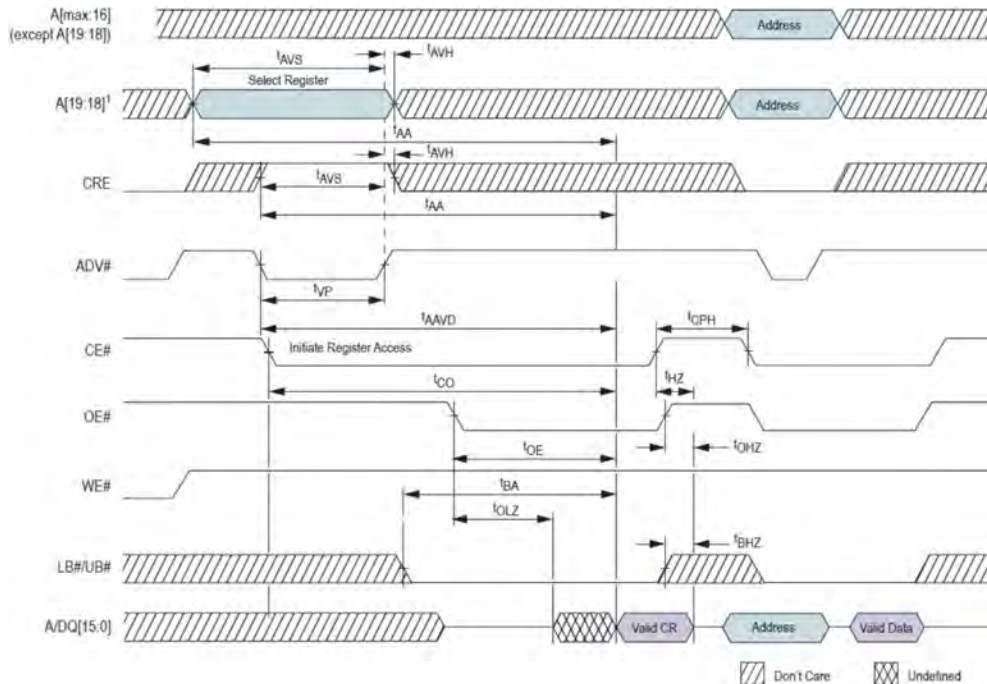 A[max:16]
(except A[19:18])
Address
tAVS
tAVH
Select Register
A[19:18]1
Address
tAA
tAVH
CRE
tAVS
tAA
ADV#
tVP
tAAVD
tCPH
CE#
Initiate Register Access
tHZ
tCO
OE#
tOE
tOHZ
WE#
tBA
tOLZ
tBHZ
LB#/UB#
A/DQ[15:0]
Valid CR
Address
Valid Data
Don't Care
Undefined